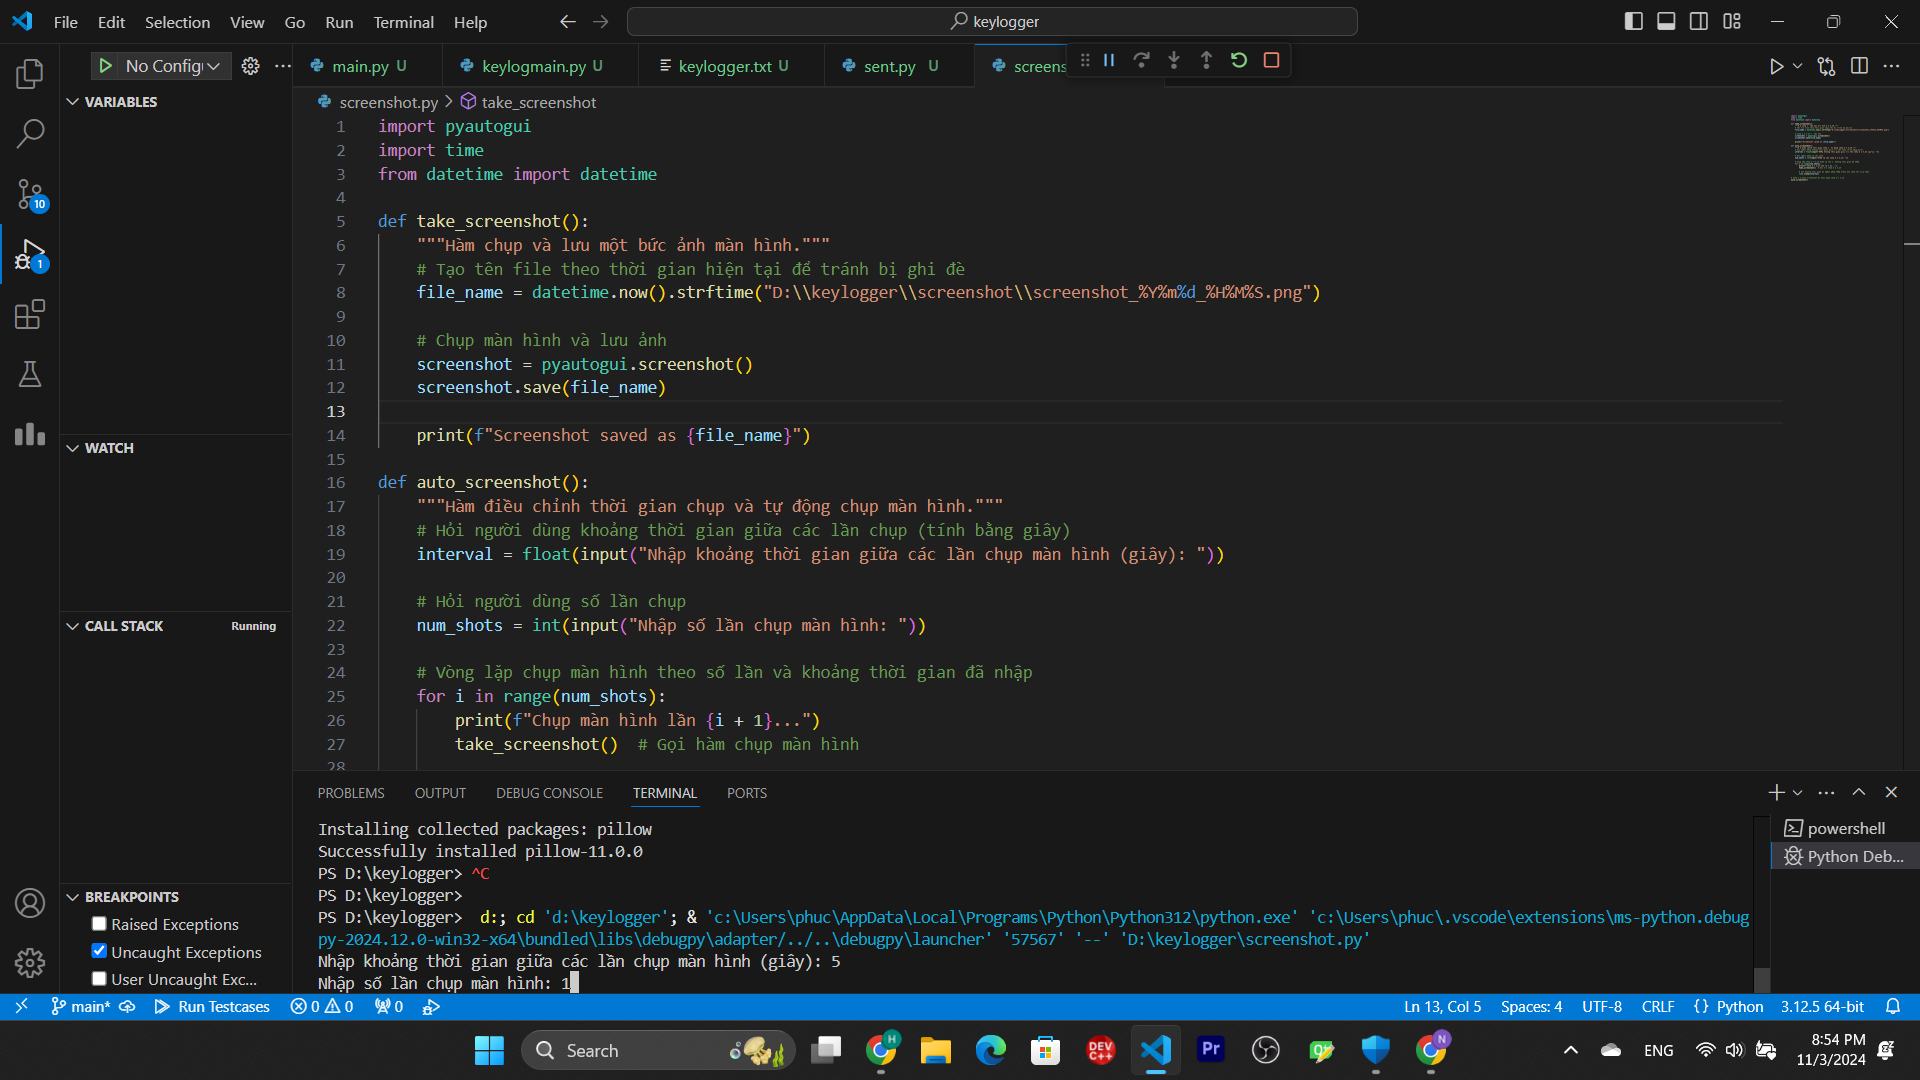 File Edit Selection View Go Run Terminal Help
keylogger
No Config
main.py U
keylogmain.py U
keylogger.txt U
sent.py U
screens
VARIABLES
screenshot.py > take_screenshot
1 import pyautogui
2 import time
3 from datetime import datetime
4
5 def take_screenshot():
6 """Hàm chụp và lưu một bức ảnh màn hình."""
7 # Tạo tên file theo thời gian hiện tại để tránh bị ghi đè
8 file_name = datetime.now().strftime("D:\\keylogger\\screenshot\\screenshot_%Y%m%d_%H%M%S.png")
9
10 # Chụp màn hình và lưu ảnh
11 screenshot = pyautogui.screenshot()
12 screenshot.save(file_name)
13
14 print(f"Screenshot saved as {file_name}")
15
16 def auto_screenshot():
17 """Hàm điều chỉnh thời gian chụp và tự động chụp màn hình."""
18 # Hỏi người dùng khoảng thời gian giữa các lần chụp (tính bằng giây)
19 interval = float(input("Nhập khoảng thời gian giữa các lần chụp màn hình (giây): "))
20
21 # Hỏi người dùng số lần chụp
22 num_shots = int(input("Nhập số lần chụp màn hình: "))
23
24 # Vòng lặp chụp màn hình theo số lần và khoảng thời gian đã nhập
25 for i in range(num_shots):
26 print(f"Chụp màn hình lần {i + 1}...")
27 take_screenshot() # Gọi hàm chụp màn hình
28
10
1
WATCH
CALL STACK Running
BREAKPOINTS
Raised Exceptions
Uncaught Exceptions
User Uncaught Exc...
PROBLEMS OUTPUT DEBUG CONSOLE TERMINAL PORTS
Installing collected packages: pillow
Successfully installed pillow-11.0.0
PS D:\keylogger> ^C
PS D:\keylogger>
PS D:\keylogger> d:; cd 'd:\keylogger'; & 'c:\Users\phuc\AppData\Local\Programs\Python\Python312\python.exe' 'c:\Users\phuc\.vscode\extensions\ms-python.debug
py-2024.12.0-win32-x64\bundled\libs\debugpy\adapter/../..\debugpy\launcher' '57567' '--' 'D:\keylogger\screenshot.py'
Nhập khoảng thời gian giữa các lần chụp màn hình (giây): 5
Nhập số lần chụp màn hình: 1
powershell
Python Deb...
main* Run Testcases 0 0 0
Ln 13, Col 5 Spaces: 4 UTF-8 CRLF {} Python 3.12.5 64-bit
Search
H
DEV C++
Pr
N
ENG
8:54 PM
11/3/2024